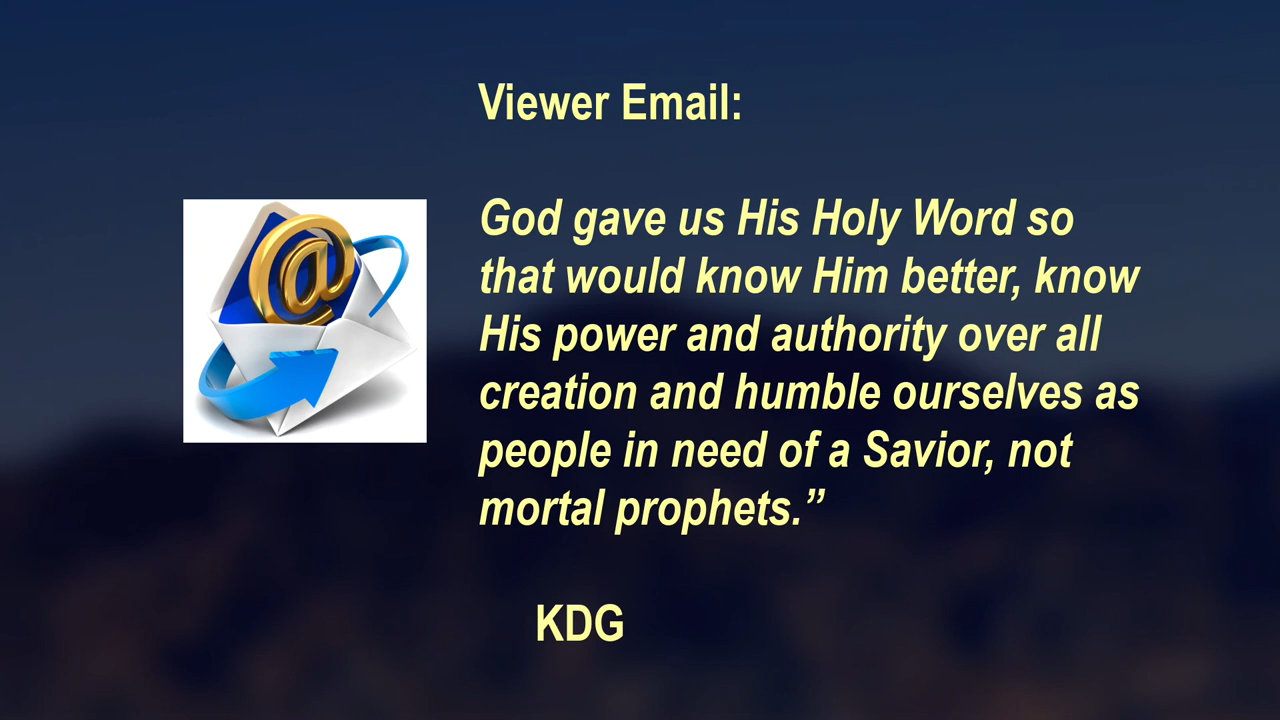 Viewer Email:
God gave us His Holy Word so
that would know Him better, know
His power and authority over all
creation and humble ourselves as
people in need of a Savior, not
mortal prophets.”
KDG